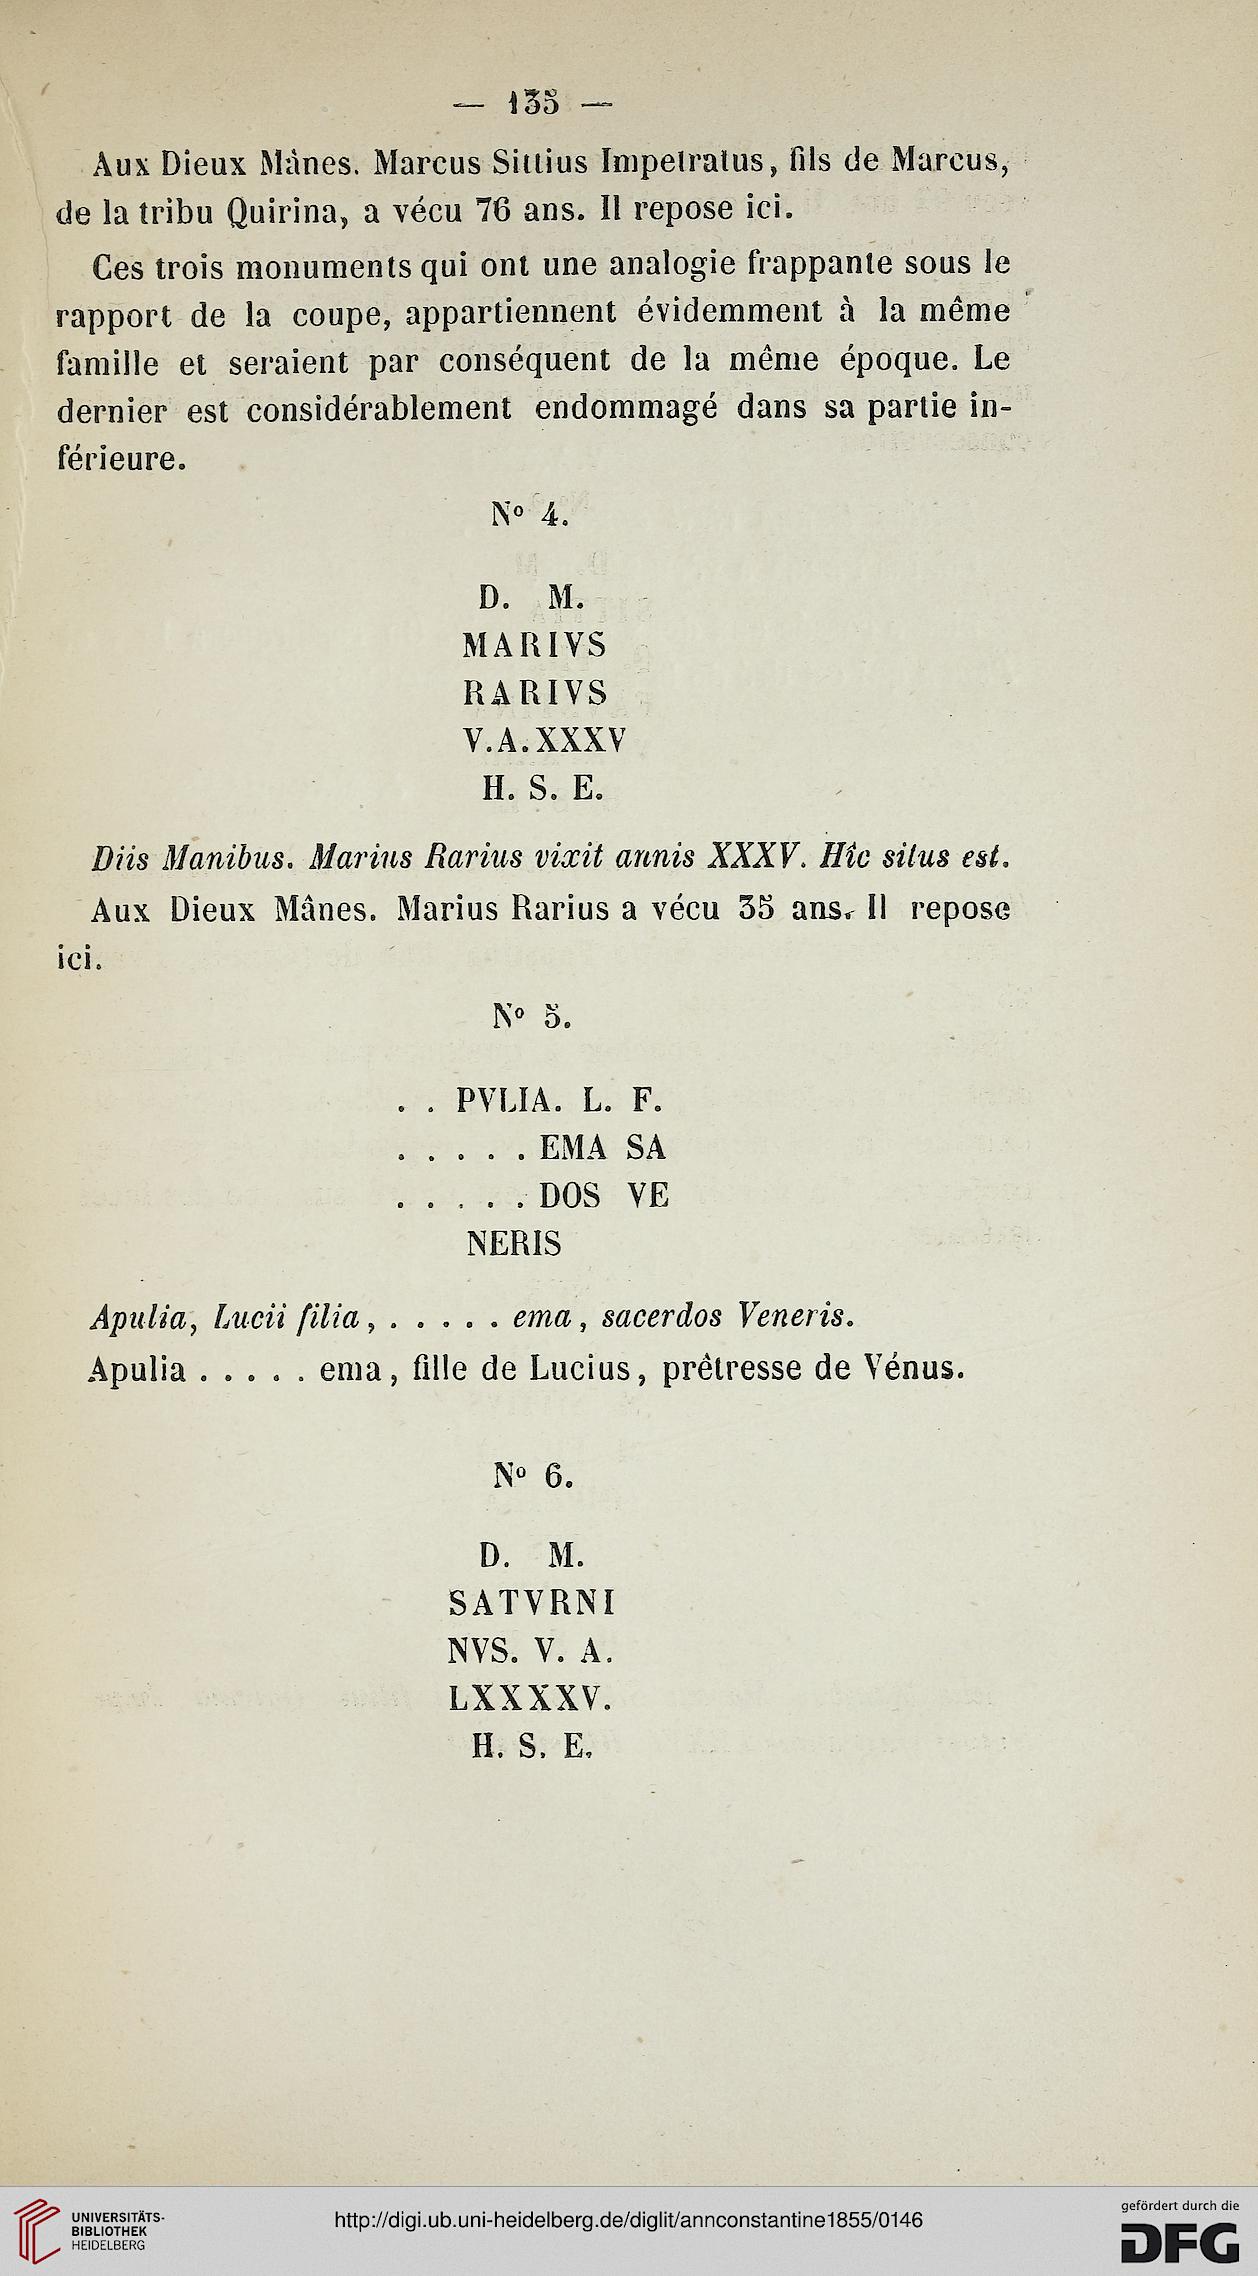 — 135 —
Aux Dieux Mânes. Marcus Sittius Impetratus, fils de Marcus,
de la tribu Quirina, a vécu 76 ans. Il repose ici.
Ces trois monuments qui ont une analogie frappante sous le
rapport de la coupe, appartiennent évidemment à la même
famille et seraient par conséquent de la même époque. Le
dernier est considérablement endommagé dans sa partie in-
férieure.
No 4.
D. M.
MARIVS
RARIVS
V.A.XXXV
H. S. E.
Diis Manibus. Marius Rarius vixit annis XXXV. Hîc situs est.
Aux Dieux Mânes. Marius Rarius a vécu 35 ans. Il repose
ici.
No 5.
. . PVLIA. L. F.
. . . . . EMA SA
. . . . . DOS VE
NERIS
Apulia, Lucii filia, . . . . . ema, sacerdos Veneris.
Apulia . . . . . ema, fille de Lucius, prêtresse de Vénus.
No 6.
D. M.
SATVRNI
NVS. V. A.
LXXXXV.
H. S. E.
UNIVERSITÄTS-
BIBLIOTHEK
HEIDELBERG
http://digi.ub.uni-heidelberg.de/diglit/annconstantine1855/0146
gefördert durch die
DFG